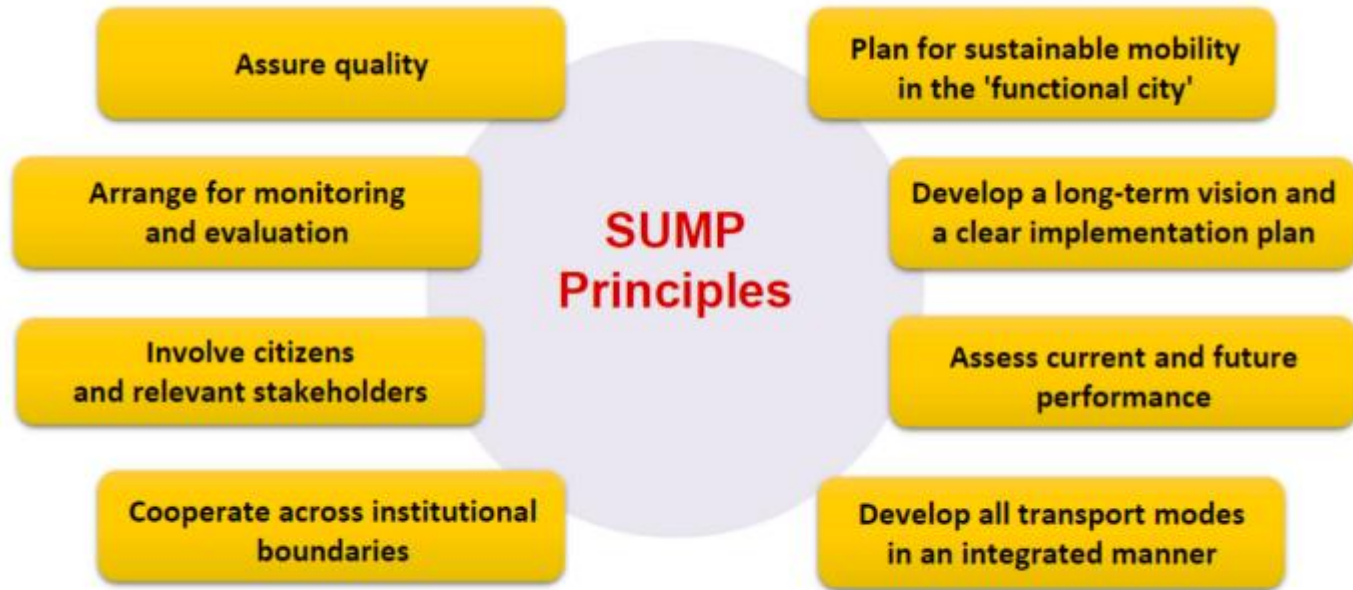 Assure quality
Plan for sustainable mobility
in the 'functional city'
Arrange for monitoring
and evaluation
SUMP
Principles
Develop a long-term vision and
a clear implementation plan
Involve citizens
and relevant stakeholders
Assess current and future
performance
Cooperate across institutional
boundaries
Develop all transport modes
in an integrated manner